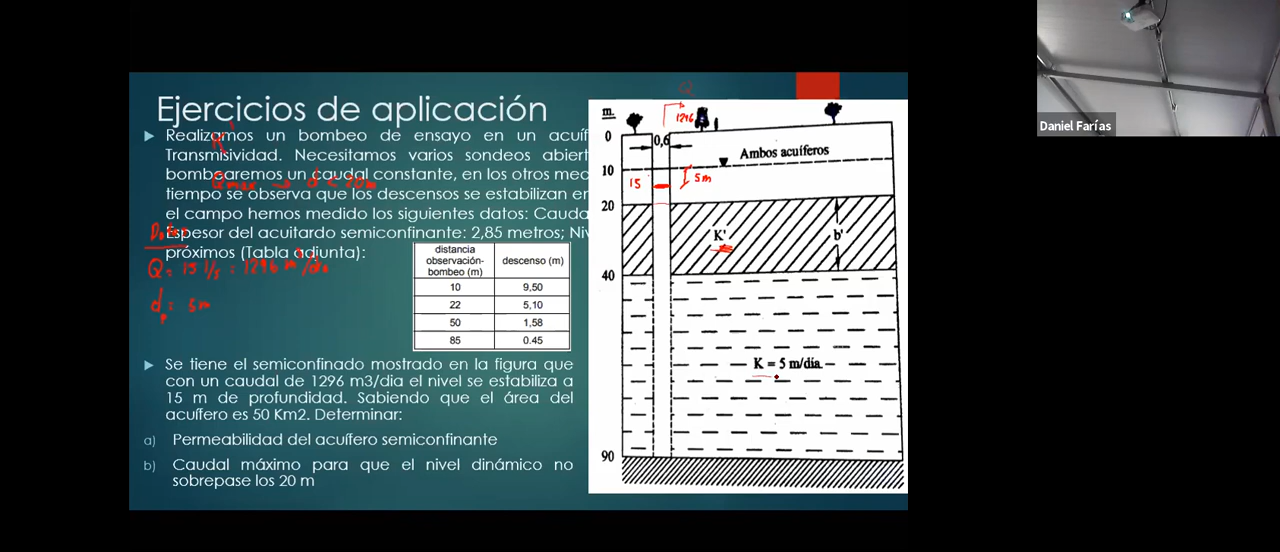 Ejercicios de aplicación
Realizamos un bombeo de ensayo en un acuíf
Transmisividad. Necesitamos varios sondeos abiert
bombearemos un caudal constante, en los otros med
tiempo se observa que los descensos se estabilizan en
el campo hemos medido los siguientes datos: Cauda
Espesor del acuitardo semiconfinante: 2,85 metros; Niv
próximos (Tabla adjunta):
K'
Qmax → d < 20m
Datos
Q = 15 l/s = 1296 m³/día
dp = 5m
distancia observación-bombeo (m) descenso (m)
10 9,50
22 5,10
50 1,58
85 0.45
Se tiene el semiconfinado mostrado en la figura que
con un caudal de 1296 m3/dia el nivel se estabiliza a
15 m de profundidad. Sabiendo que el área del
acuífero es 50 Km2. Determinar:
a) Permeabilidad del acuífero semiconfinante
b) Caudal máximo para que el nivel dinámico no
sobrepase los 20 m
Q
1296
m.
0
0,6
Ambos acuíferos
10
15
5m
20
K'
b'
40
K = 5 m/día
90
Daniel Farías